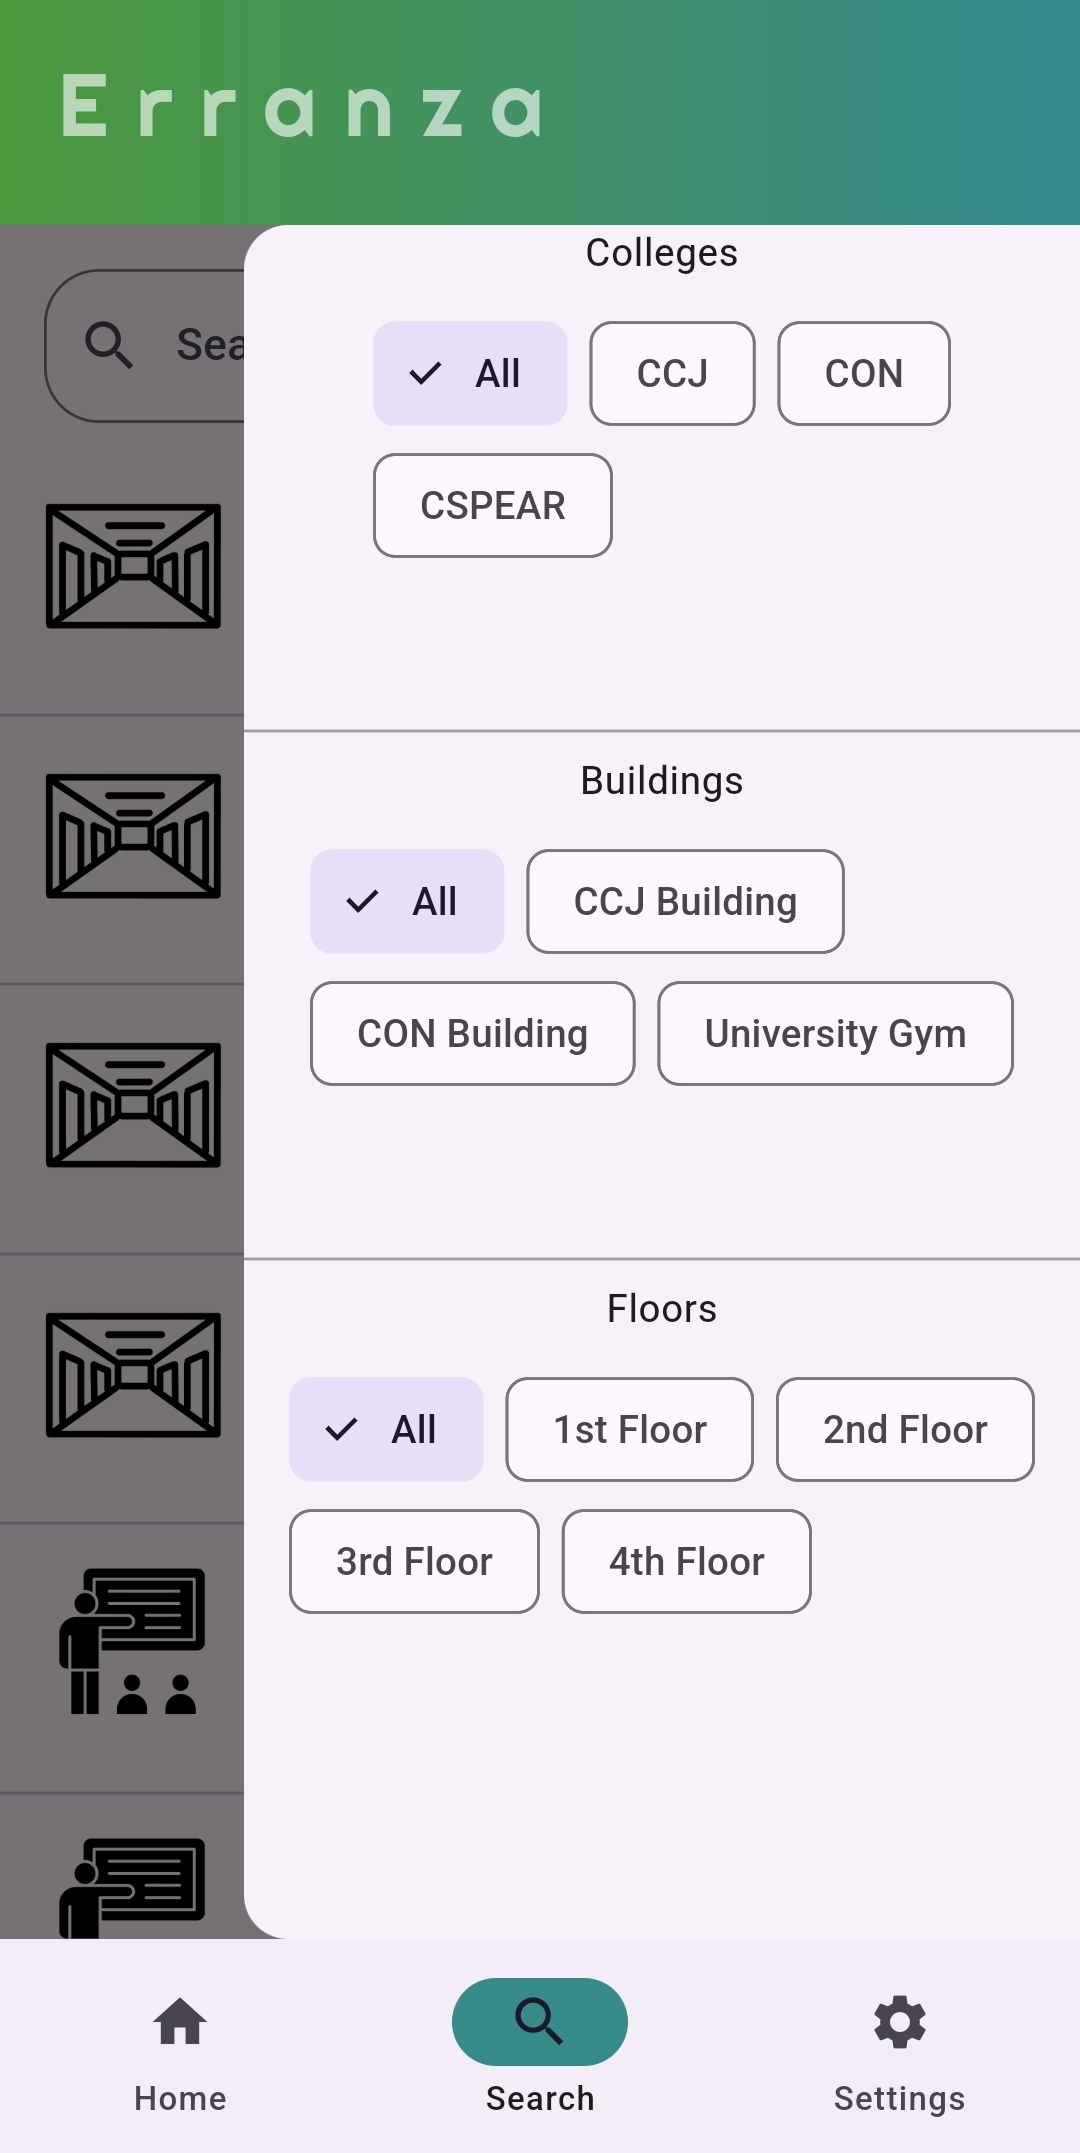 Erranza
Sea
Colleges
All CCJ CON
CSPEAR
Buildings
All CCJ Building
CON Building University Gym
Floors
All 1st Floor 2nd Floor
3rd Floor 4th Floor
Home Search Settings